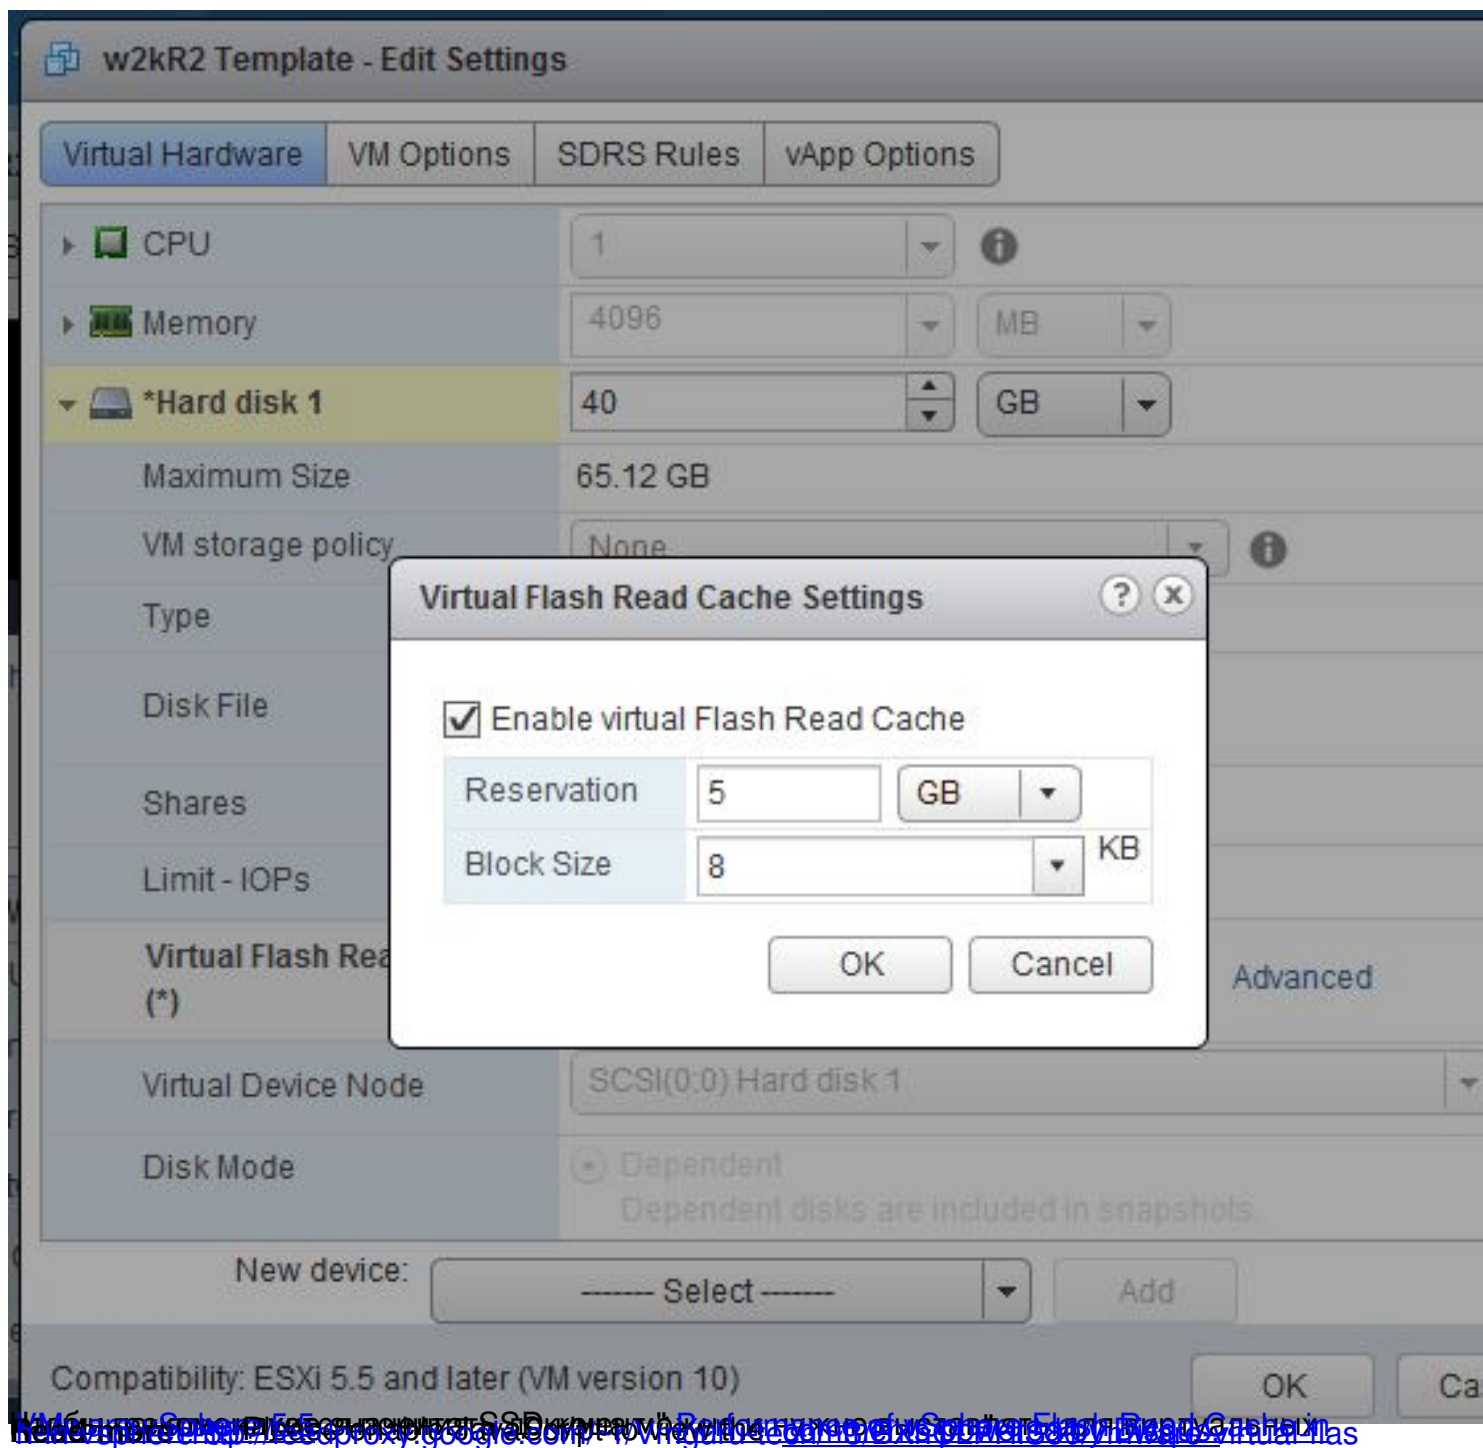 w2kR2 Template - Edit Settings
Virtual Hardware
VM Options
SDRS Rules
vApp Options
CPU
1
Memory
4096
MB
*Hard disk 1
40
GB
Maximum Size
65.12 GB
VM storage policy
None
Type
Disk File
Shares
Limit - IOPs
Virtual Flash Rea
(*)
Advanced
Virtual Flash Read Cache Settings
Enable virtual Flash Read Cache
Reservation
5
GB
Block Size
8
KB
OK
Cancel
Virtual Device Node
SCSI(0:0) Hard disk 1
Disk Mode
Dependent
Dependent disks are included in snapshots.
New device:
------- Select -------
Add
Compatibility: ESXi 5.5 and later (VM version 10)
OK
Ca